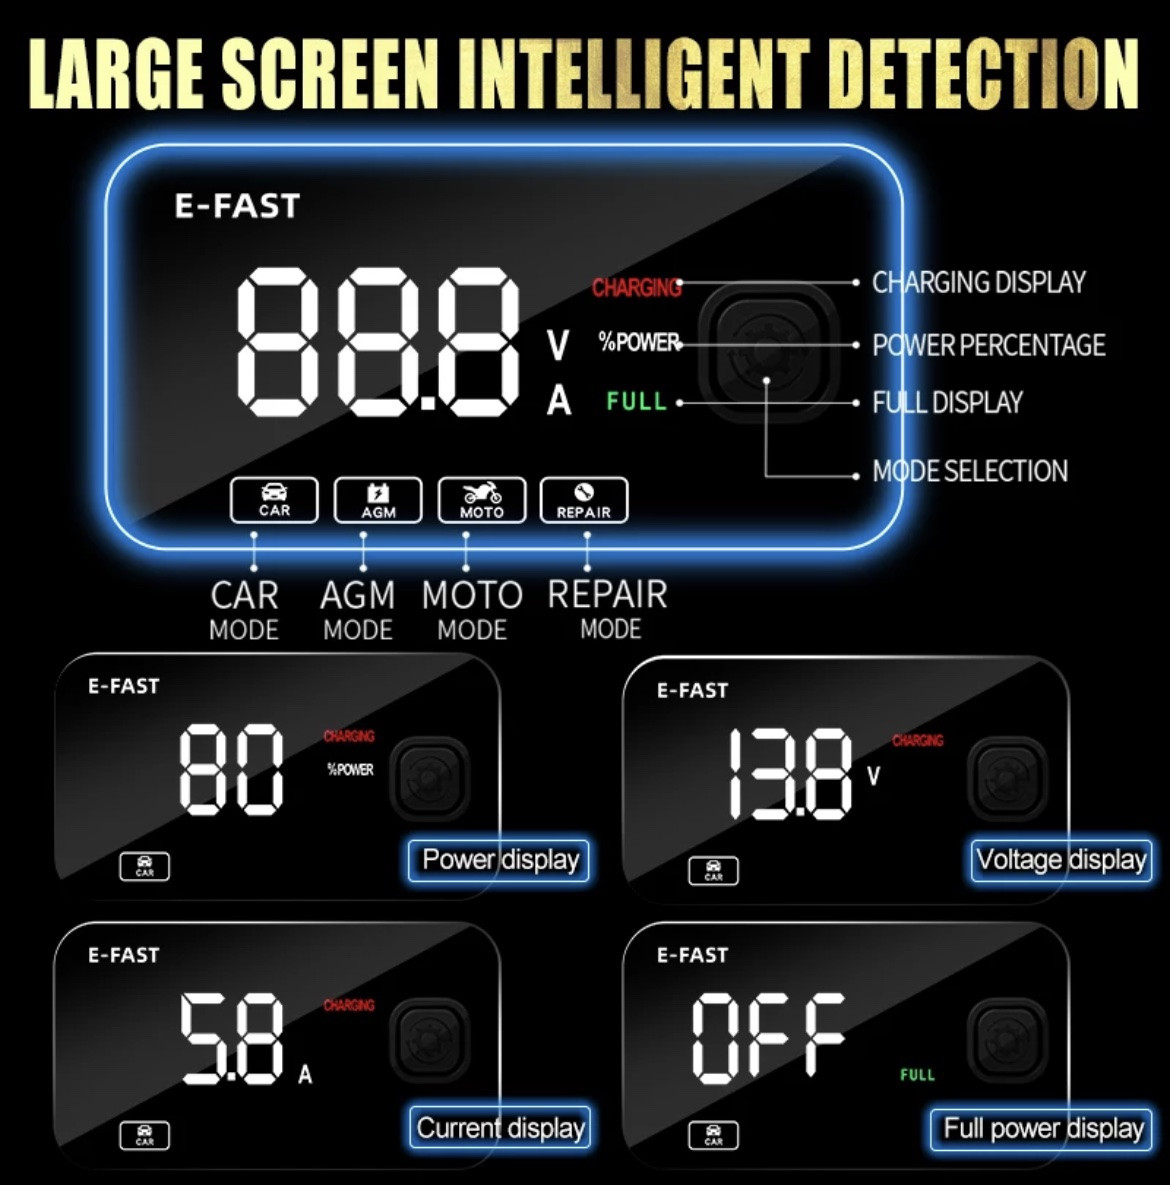 LARGE SCREEN INTELLIGENT DETECTION
E-FAST
88.8
V
A
CHARGING
%POWER
FULL
CHARGING DISPLAY
POWER PERCENTAGE
FULL DISPLAY
MODE SELECTION
CAR
AGM
MOTO
REPAIR
CAR
MODE
AGM
MODE
MOTO
MODE
REPAIR
MODE
E-FAST
80
CHARGING
%POWER
CAR
Power display
E-FAST
13.8
V
CHARGING
CAR
Voltage display
E-FAST
5.8
A
CHARGING
CAR
Current display
E-FAST
OFF
FULL
CAR
Full power display